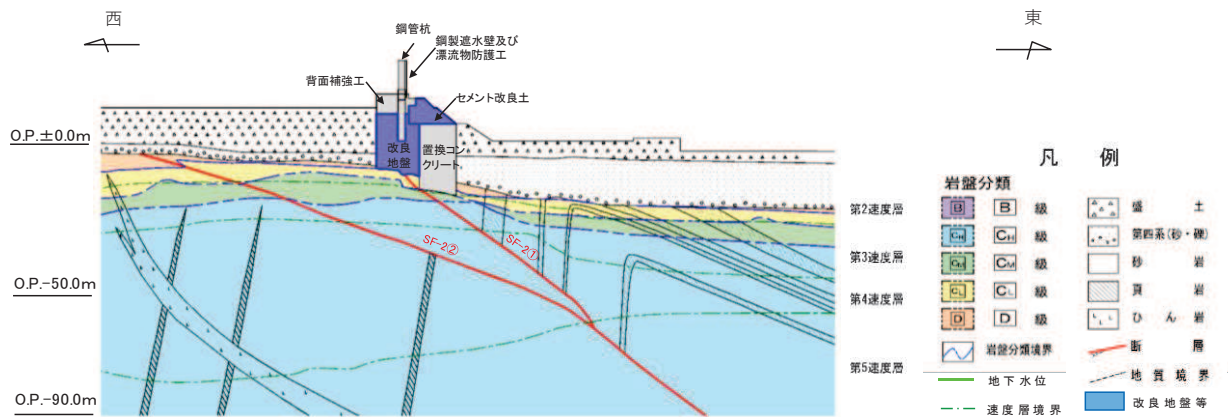 西
東
鋼管杭
鋼製遮水壁及び
漂流物防護工
背面補強工
セメント改良土
O.P.±0.0m
改良
地盤
置換コン
クリート
SF-2②
SF-2①
O.P.-50.0m
O.P.-90.0m
第2速度層
第3速度層
第4速度層
第5速度層
凡 例
岩盤分類
B B 級
CH CH 級
CM CM 級
CL CL 級
D D 級
岩盤分類境界
地下水位
速度層境界
盛 土
第四系(砂・礫)
砂 岩
頁 岩
ひ ん 岩
断 層
地 質 境 界
改良地盤等